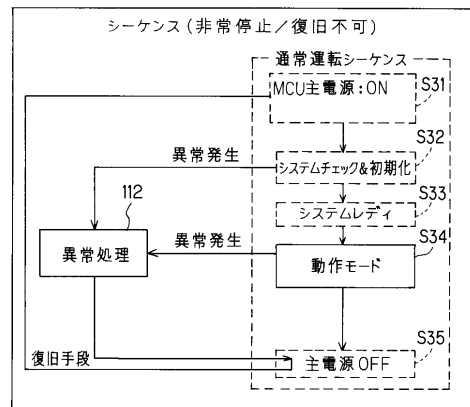 シーケンス(非常停止/復旧不可)
通常運転シーケンス
S31
MCU主電源:ON
S32
異常発生
システムチェック&初期化
S33
112
システムレディ
異常発生
S34
異常処理
動作モード
S35
復旧手段
主電源OFF